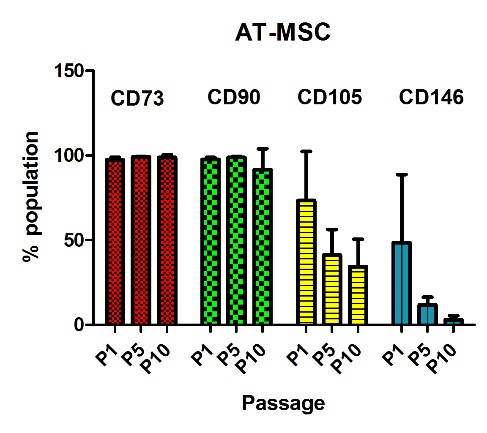 AT-MSC
150
CD73 CD90 CD105 CD146
100
% population
50
0
P1 P5 P10 P1 P5 P10 P1 P5 P10 P1 P5 P10
Passage